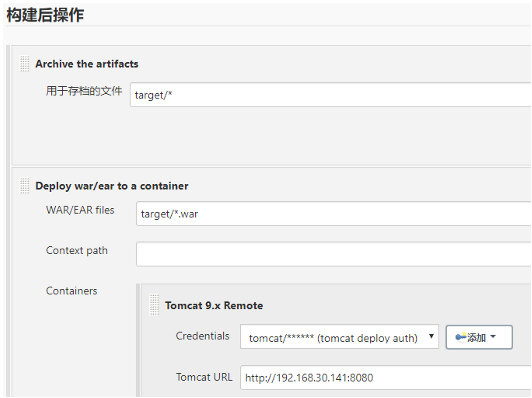 构建后操作
Archive the artifacts
用于存档的文件 target/*
Deploy war/ear to a container
WAR/EAR files target/*.war
Context path
Containers
Tomcat 9.x Remote
Credentials tomcat/****** (tomcat deploy auth) 添加
Tomcat URL http://192.168.30.141:8080